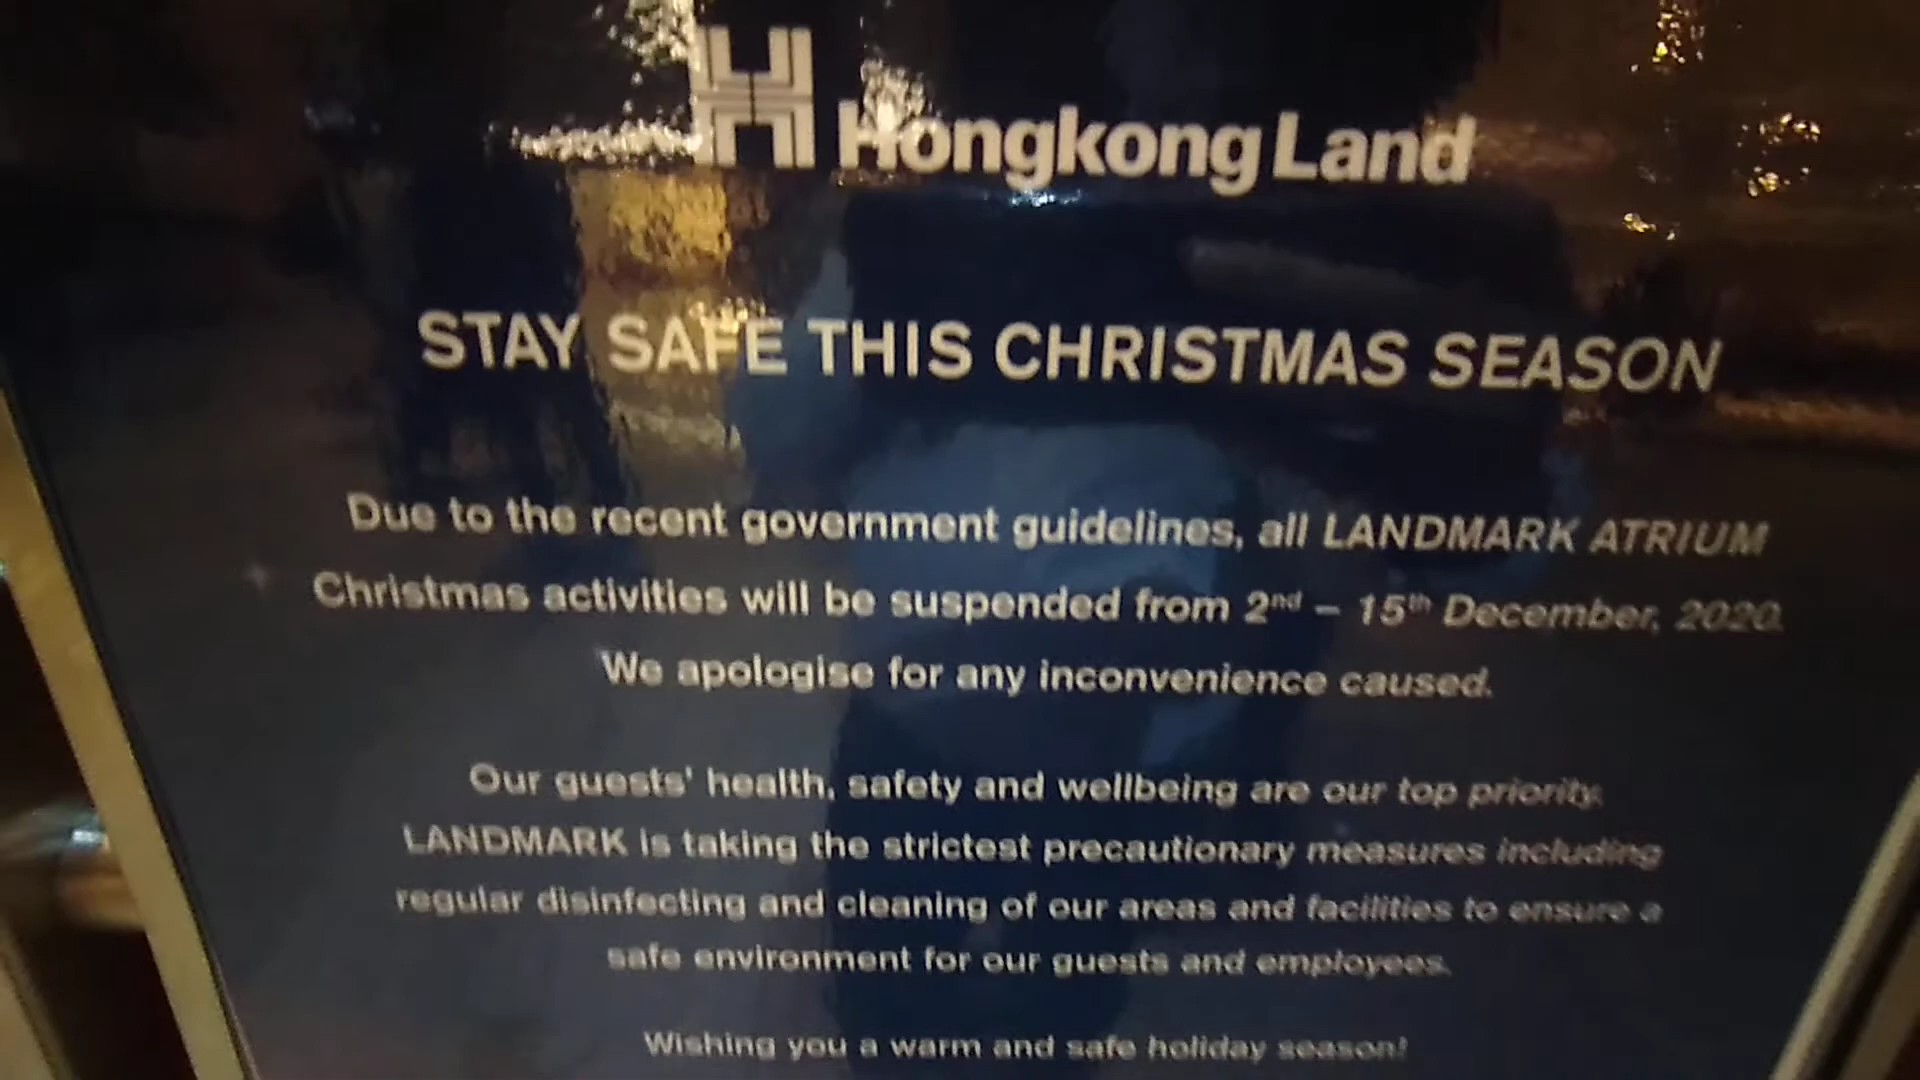 Hongkong Land
STAY SAFE THIS CHRISTMAS SEASON
Due to the recent government guidelines, all LANDMARK ATRIUM
Christmas activities will be suspended from 2nd – 15th December, 2020.
We apologise for any inconvenience caused.
Our guests' health, safety and wellbeing are our top priority.
LANDMARK is taking the strictest precautionary measures including
regular disinfecting and cleaning of our areas and facilities to ensure a
safe environment for our guests and employees.
Wishing you a warm and safe holiday season!